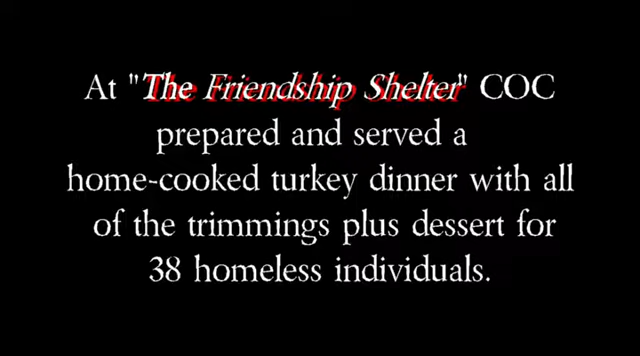 At "The Friendship Shelter" COC
prepared and served a
home-cooked turkey dinner with all
of the trimmings plus dessert for
38 homeless individuals.